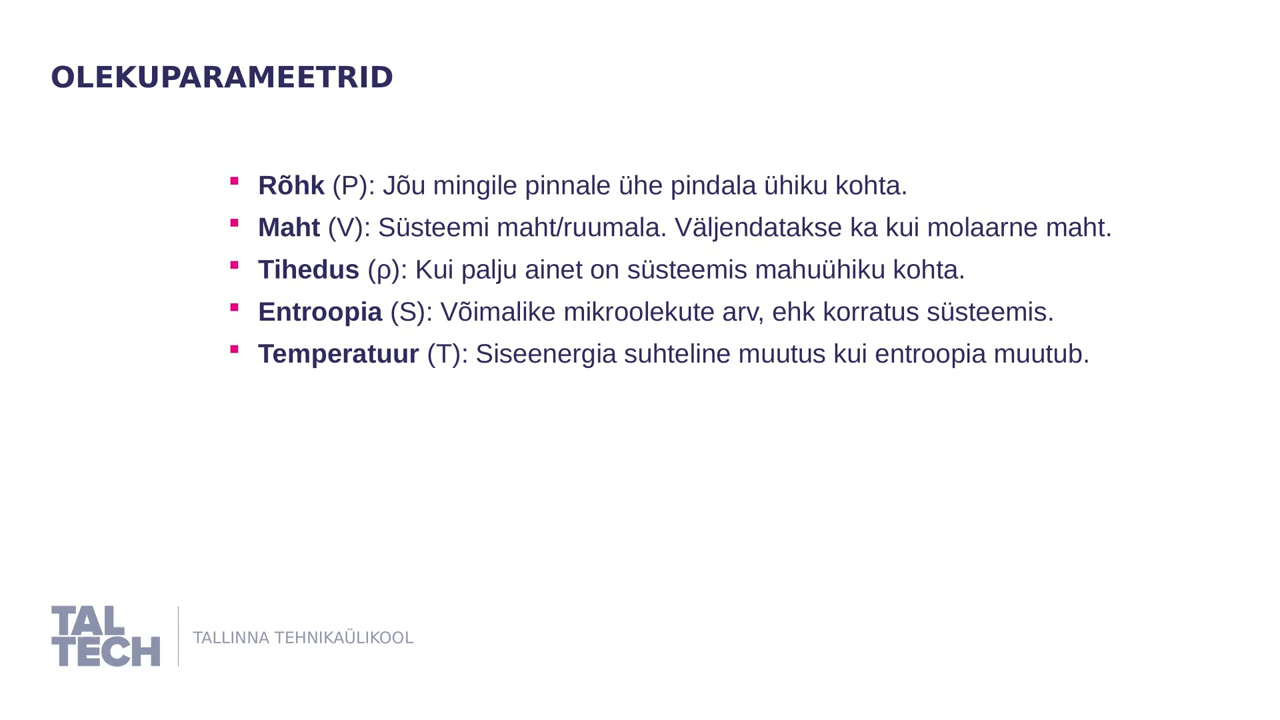 OLEKUPARAMEETRID
Rõhk (P): Jõu mingile pinnale ühe pindala ühiku kohta.
Maht (V): Süsteemi maht/ruumala. Väljendatakse ka kui molaarne maht.
Tihedus (ρ): Kui palju ainet on süsteemis mahuühiku kohta.
Entroopia (S): Võimalike mikroolekute arv, ehk korratus süsteemis.
Temperatuur (T): Siseenergia suhteline muutus kui entroopia muutub.
TAL
TECH
TALLINNA TEHNIKAÜLIKOOL